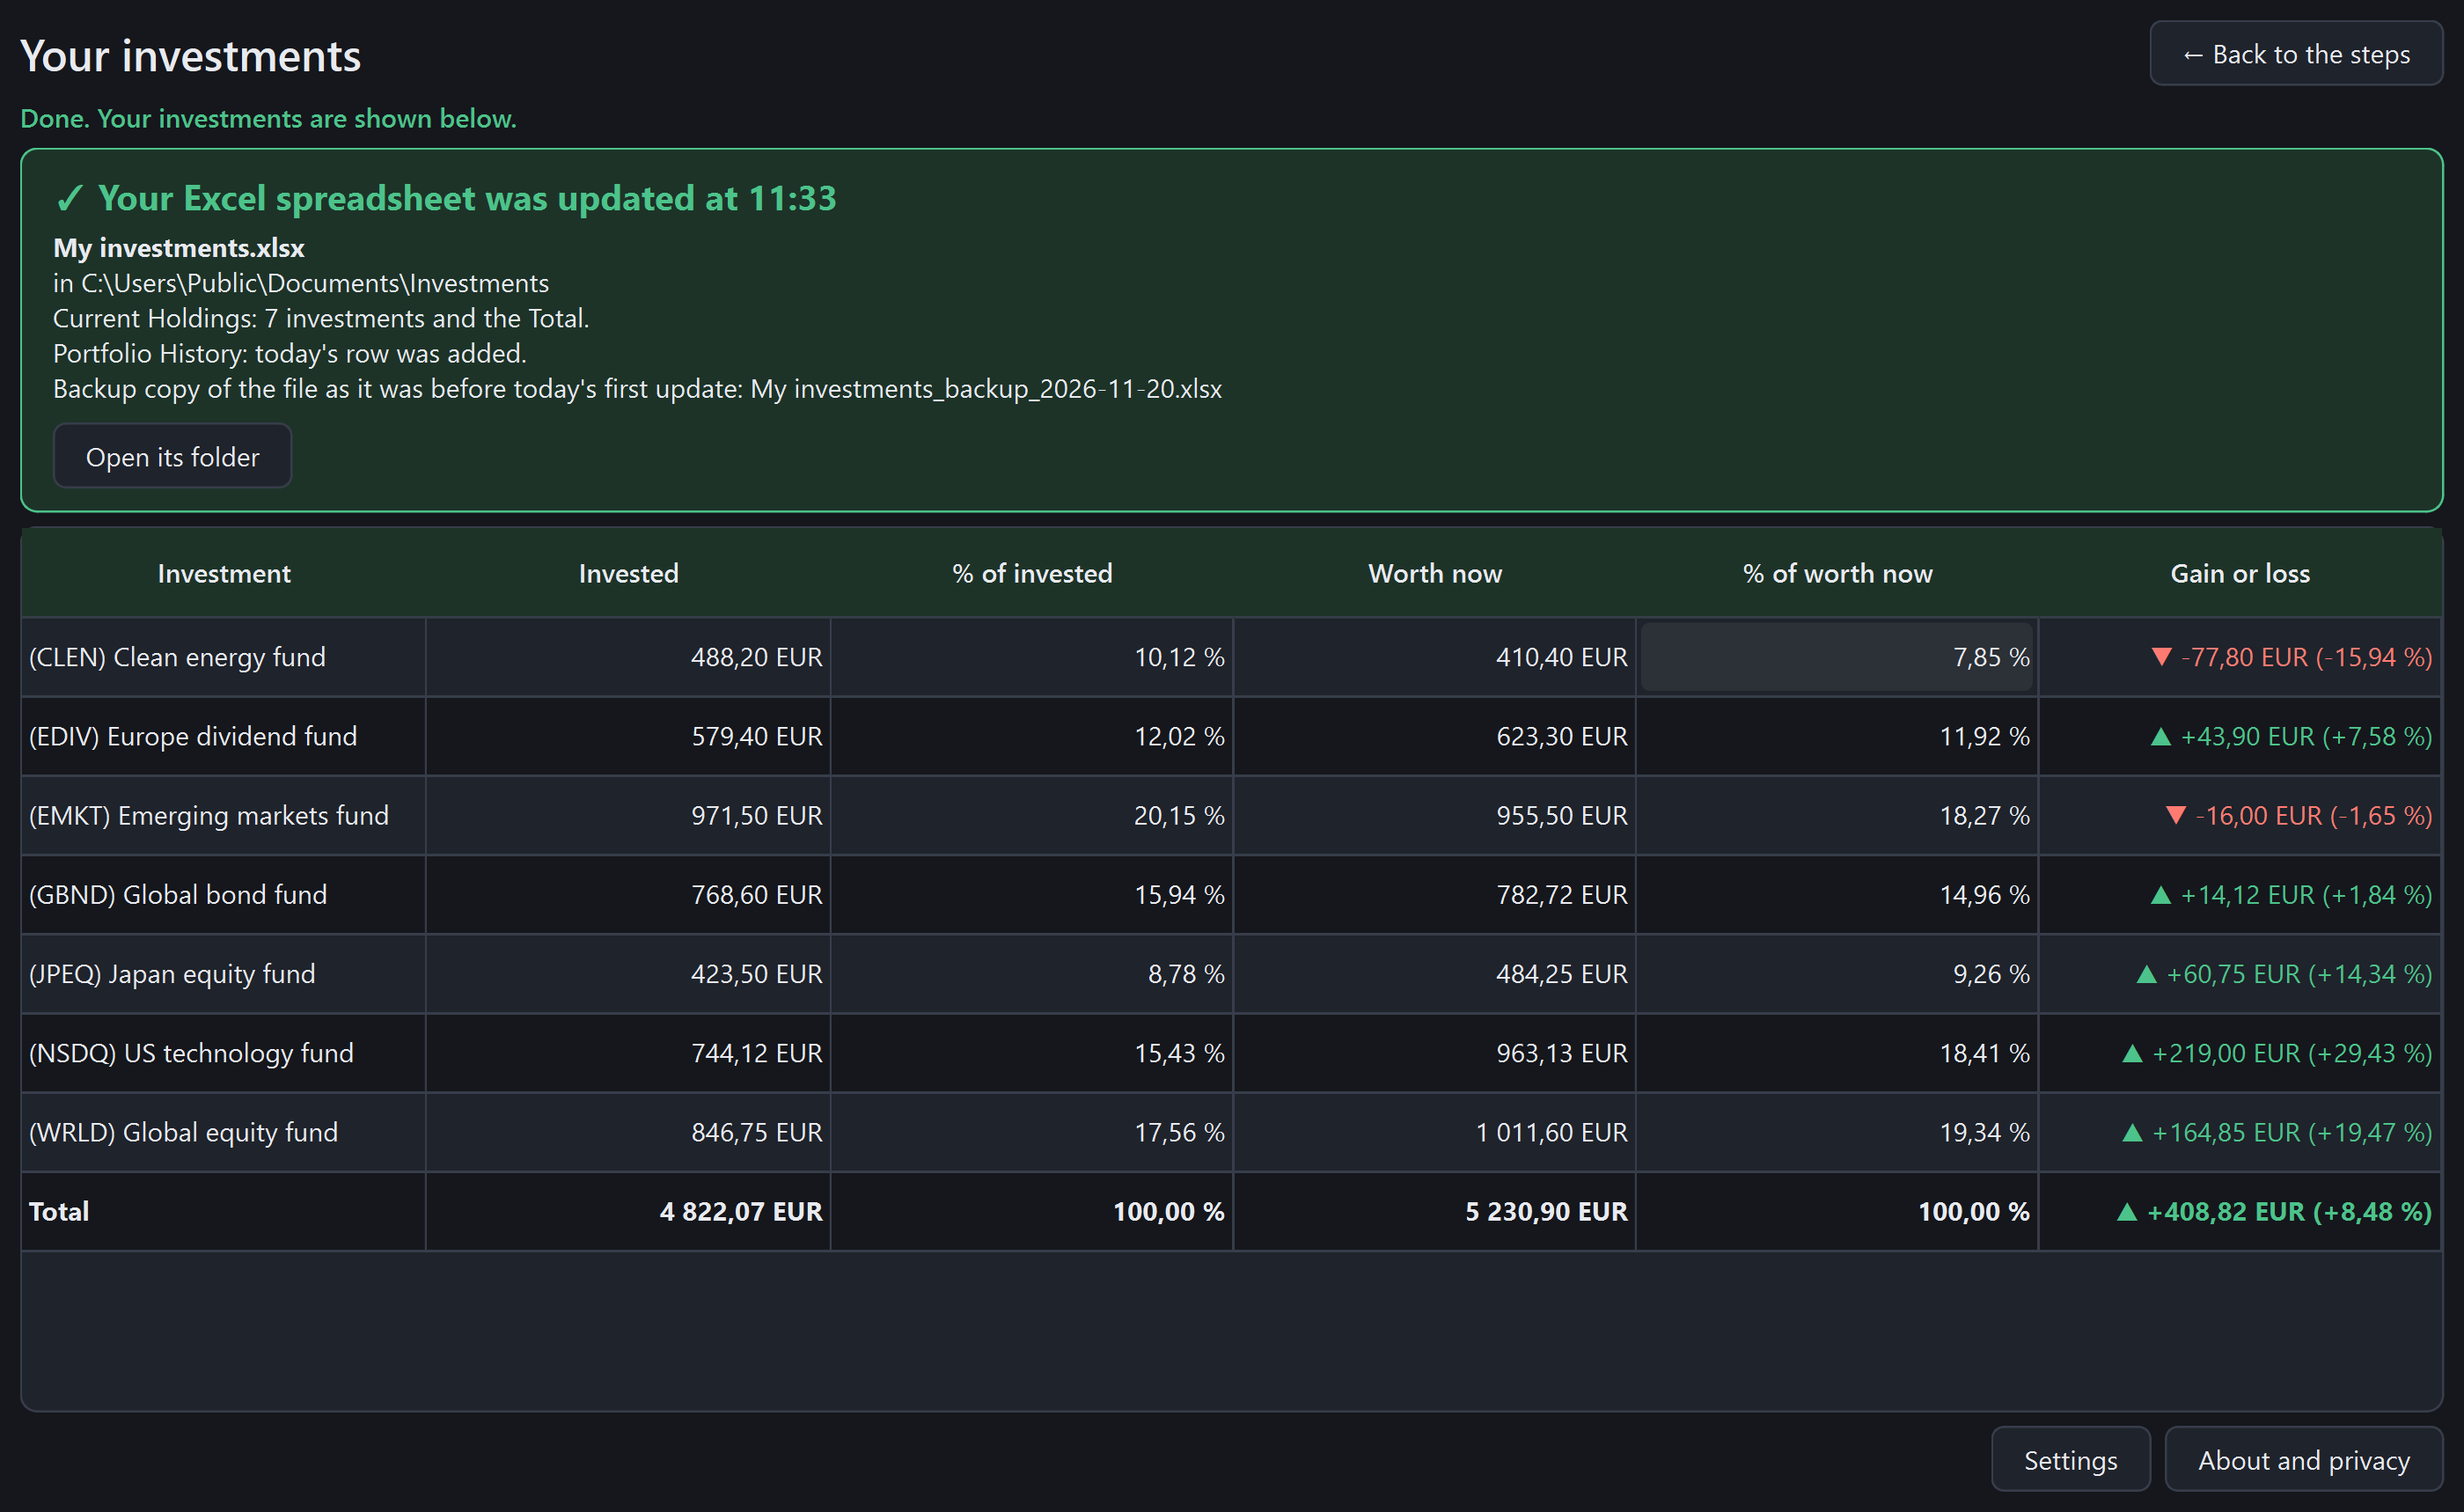 Your investments
← Back to the steps
Done. Your investments are shown below.
✓ Your Excel spreadsheet was updated at 11:33
My investments.xlsx
in C:\Users\Public\Documents\Investments
Current Holdings: 7 investments and the Total.
Portfolio History: today's row was added.
Backup copy of the file as it was before today's first update: My investments_backup_2026-11-20.xlsx
Open its folder
Investment Invested % of invested Worth now % of worth now Gain or loss
(CLEN) Clean energy fund 488,20 EUR 10,12 % 410,40 EUR 7,85 % ▼ -77,80 EUR (-15,94 %)
(EDIV) Europe dividend fund 579,40 EUR 12,02 % 623,30 EUR 11,92 % ▲ +43,90 EUR (+7,58 %)
(EMKT) Emerging markets fund 971,50 EUR 20,15 % 955,50 EUR 18,27 % ▼ -16,00 EUR (-1,65 %)
(GBND) Global bond fund 768,60 EUR 15,94 % 782,72 EUR 14,96 % ▲ +14,12 EUR (+1,84 %)
(JPEQ) Japan equity fund 423,50 EUR 8,78 % 484,25 EUR 9,26 % ▲ +60,75 EUR (+14,34 %)
(NSDQ) US technology fund 744,12 EUR 15,43 % 963,13 EUR 18,41 % ▲ +219,00 EUR (+29,43 %)
(WRLD) Global equity fund 846,75 EUR 17,56 % 1 011,60 EUR 19,34 % ▲ +164,85 EUR (+19,47 %)
Total 4 822,07 EUR 100,00 % 5 230,90 EUR 100,00 % ▲ +408,82 EUR (+8,48 %)
Settings
About and privacy